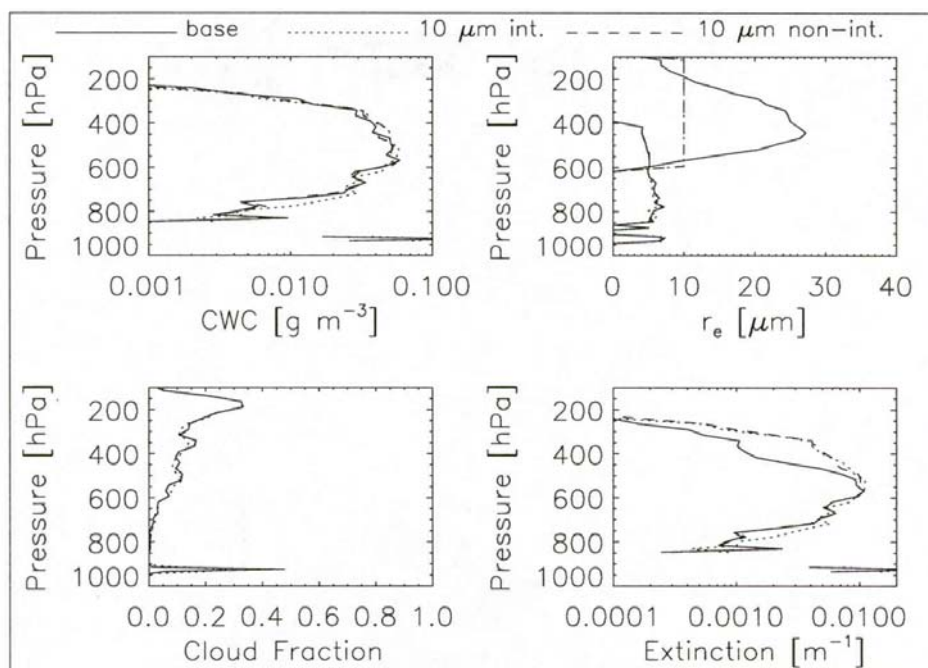 base 10 μm int. 10 μm non-int.
Pressure [hPa]
200
400
600
800
1000
0.001 0.010 0.100
CWC [g m⁻³]
Pressure [hPa]
200
400
600
800
1000
0 10 20 30 40
rₑ [μm]
Pressure [hPa]
200
400
600
800
1000
0.0 0.2 0.4 0.6 0.8 1.0
Cloud Fraction
Pressure [hPa]
200
400
600
800
1000
0.0001 0.0010 0.0100
Extinction [m⁻¹]